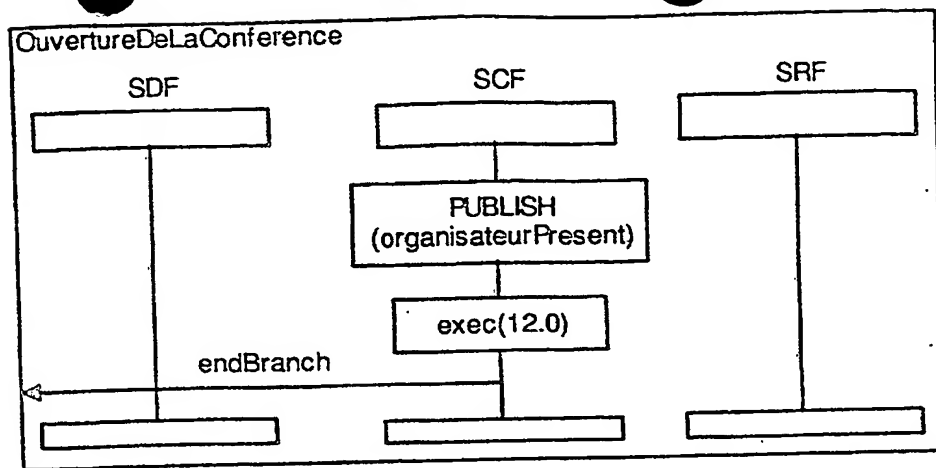 OuvertureDeLaConference
SDF
SCF
SRF
PUBLISH
(organisateurPresent)
exec(12.0)
endBranch